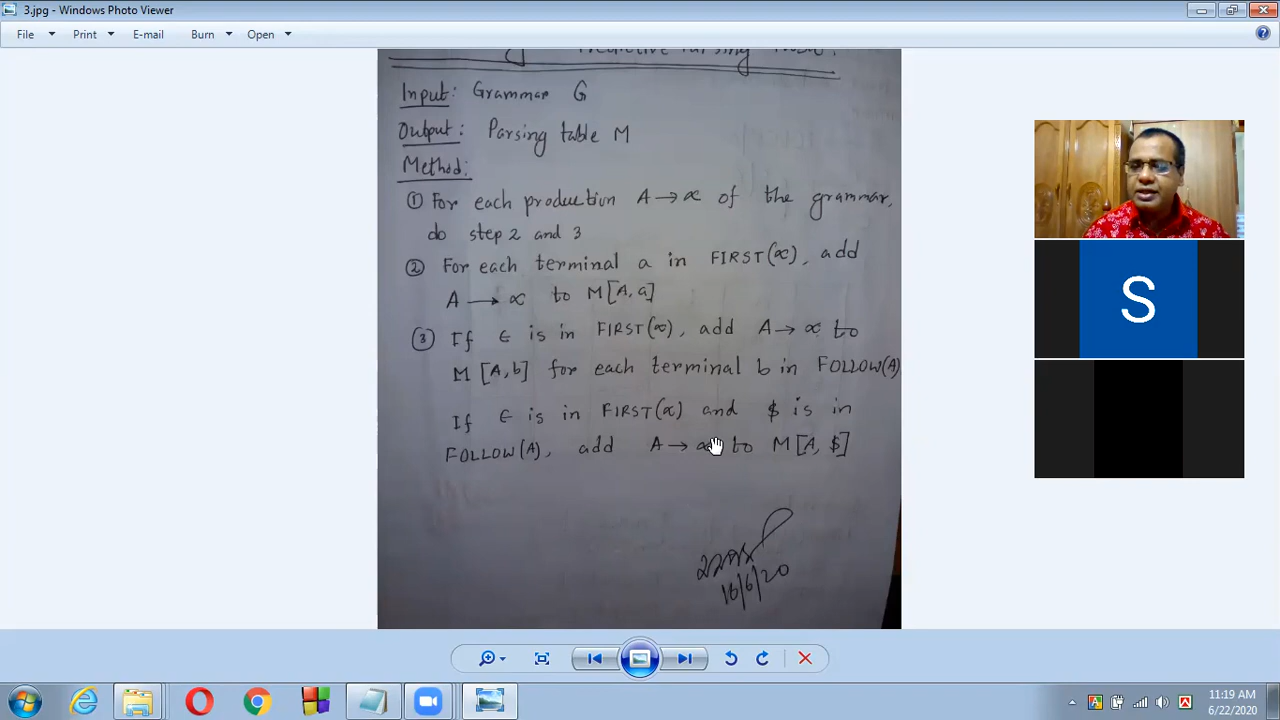 3.jpg - Windows Photo Viewer
File Print E-mail Burn Open
Predictive Parsing
Input: Grammar G
Output: Parsing table M
Method:
① For each production A → ∝ of the grammar,
do step 2 and 3
② For each terminal a in FIRST(∝), add
A → ∝ to M[A, a]
③ If ∈ is in FIRST(∝), add A → ∝ to
M [A, b] for each terminal b in FOLLOW(A)
If ∈ is in FIRST(∝) and $ is in
FOLLOW(A), add A → ∝ to M[A, $]
S
11:19 AM
6/22/2020